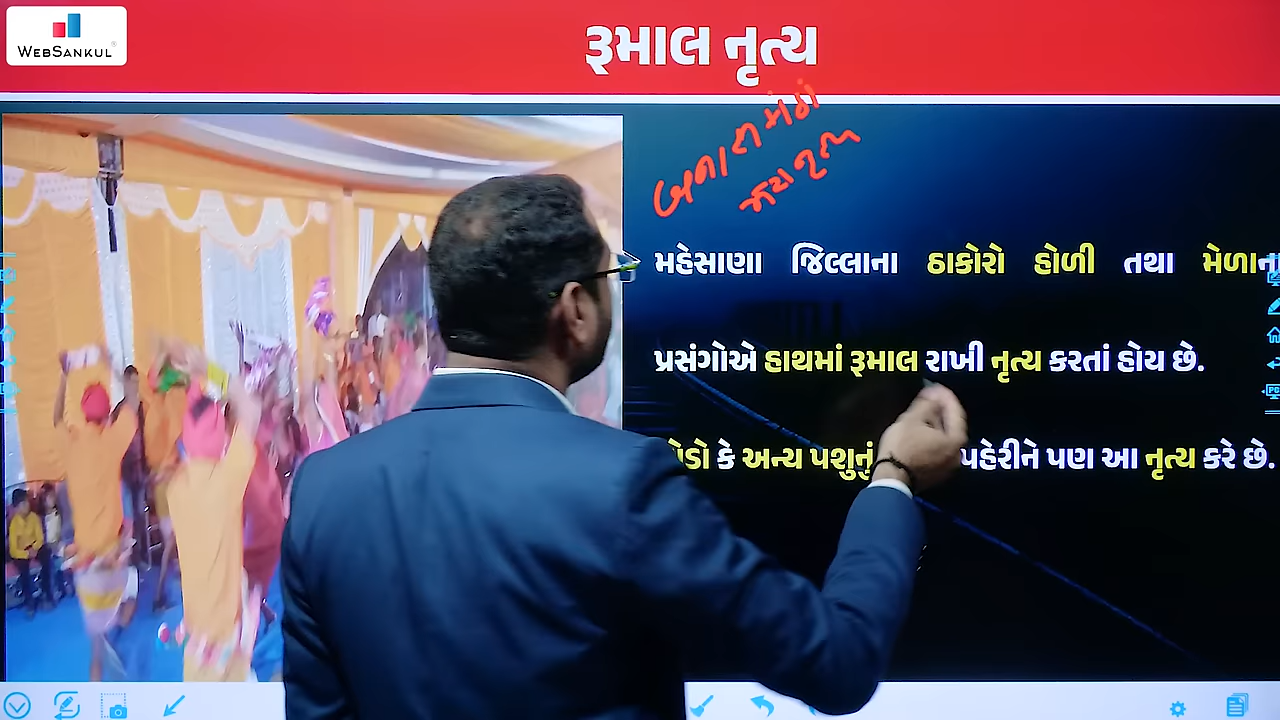 WEBSANKUL
રૂમાલ નૃત્ય
મહેસાણા જિલ્લાના ઠાકોરો હોળી તથા મેળાના
પ્રસંગોએ હાથમાં રૂમાલ રાખી નૃત્ય કરતાં હોય છે.
કે અન્ય પશુનું પહેરીને પણ આ નૃત્ય કરે છે.